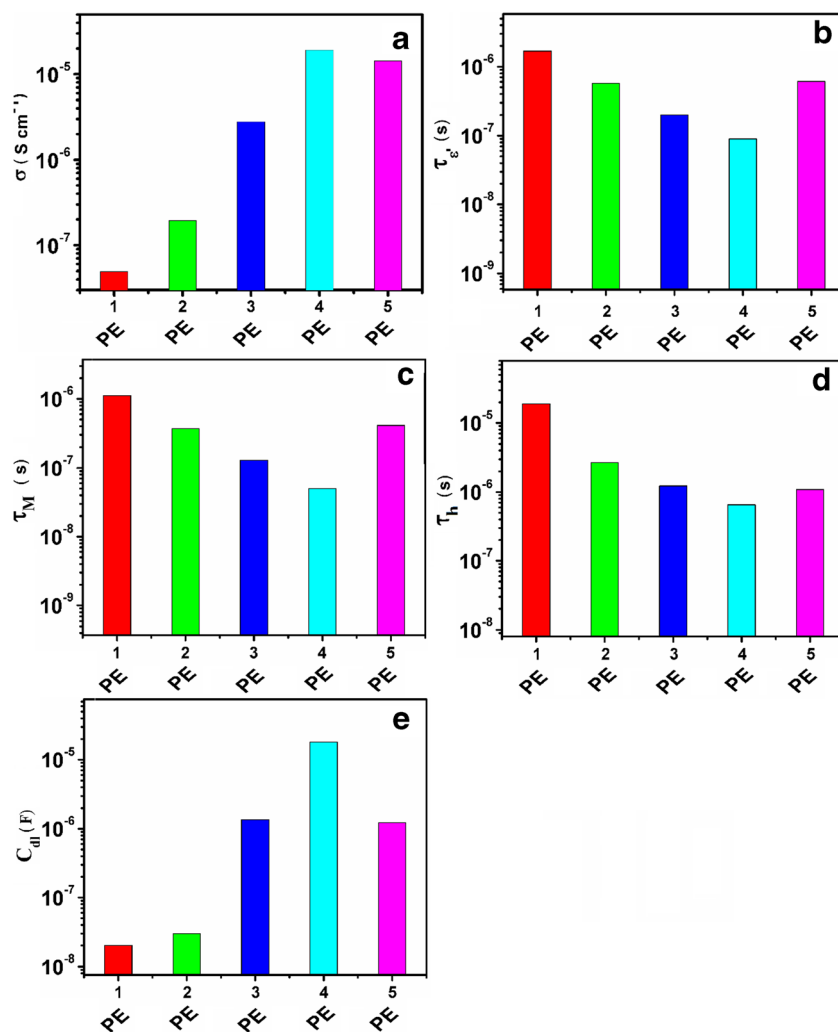 a
σ ( S cm⁻¹)
10⁻⁵
10⁻⁶
10⁻⁷
1 2 3 4 5
PE PE PE PE PE
b
τε' (s)
10⁻⁶
10⁻⁷
10⁻⁸
10⁻⁹
1 2 3 4 5
PE PE PE PE PE
c
τM (s)
10⁻⁶
10⁻⁷
10⁻⁸
10⁻⁹
1 2 3 4 5
PE PE PE PE PE
d
τh (s)
10⁻⁵
10⁻⁶
10⁻⁷
10⁻⁸
1 2 3 4 5
PE PE PE PE PE
e
Cdl (F)
10⁻⁵
10⁻⁶
10⁻⁷
10⁻⁸
1 2 3 4 5
PE PE PE PE PE